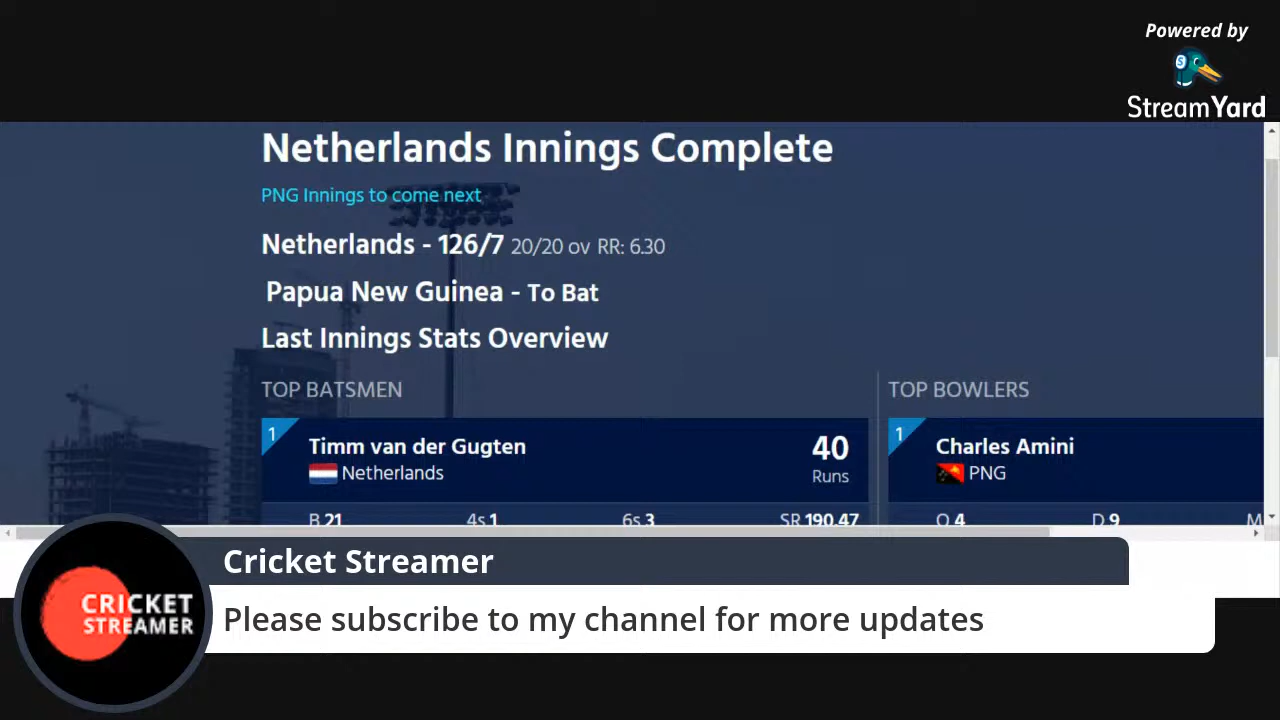 Powered by
StreamYard
Netherlands Innings Complete
PNG Innings to come next
Netherlands - 126/7 20/20 ov RR: 6.30
Papua New Guinea - To Bat
Last Innings Stats Overview
TOP BATSMEN
1
Timm van der Gugten
Netherlands
40
Runs
B 21 4s 1 6s 3 SR 190.47
TOP BOWLERS
1
Charles Amini
PNG
O 4 D 9 M
CRICKET
STREAMER
Cricket Streamer
Please subscribe to my channel for more updates